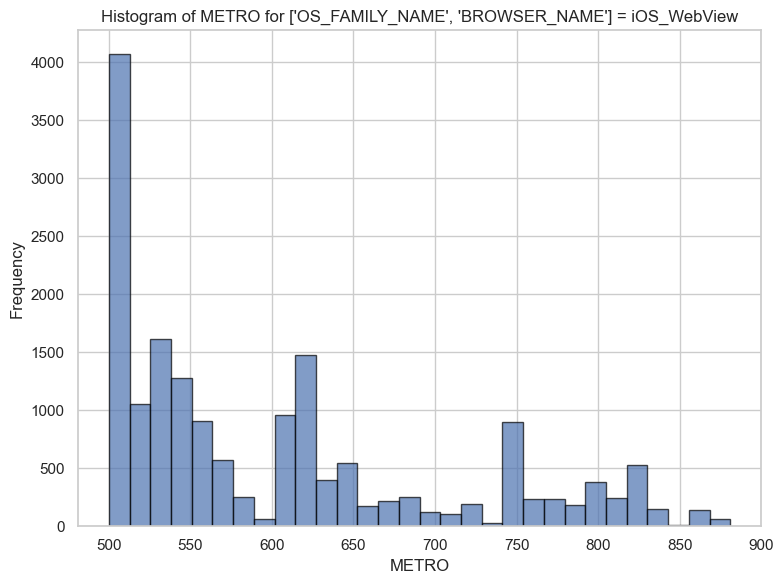 Histogram of METRO for ['OS_FAMILY_NAME', 'BROWSER_NAME'] = iOS_WebView
4000
3500
3000
2500
2000
1500
1000
500
0
Frequency
500 550 600 650 700 750 800 850 900
METRO